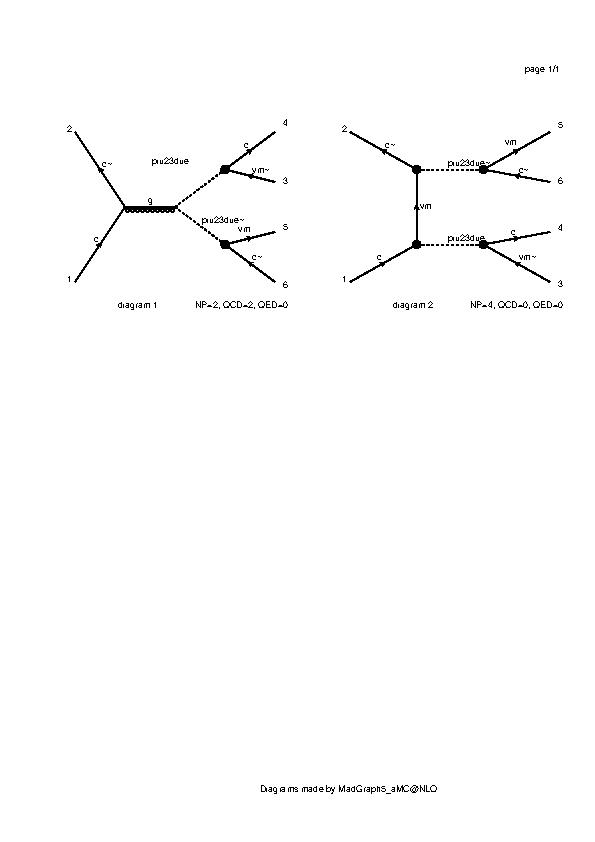 page 1/1
2
c~
piu23due
c
4
vm~
3
g
piu23due~
vm
5
c
c~
1
6
diagram 1
NP=2, QCD=2, QED=0
2
c~
piu23due~
vm
5
c~
6
vm
piu23due
c
4
c
vm~
1
3
diagram 2
NP=4, QCD=0, QED=0
Diagrams made by MadGraph5_aMC@NLO